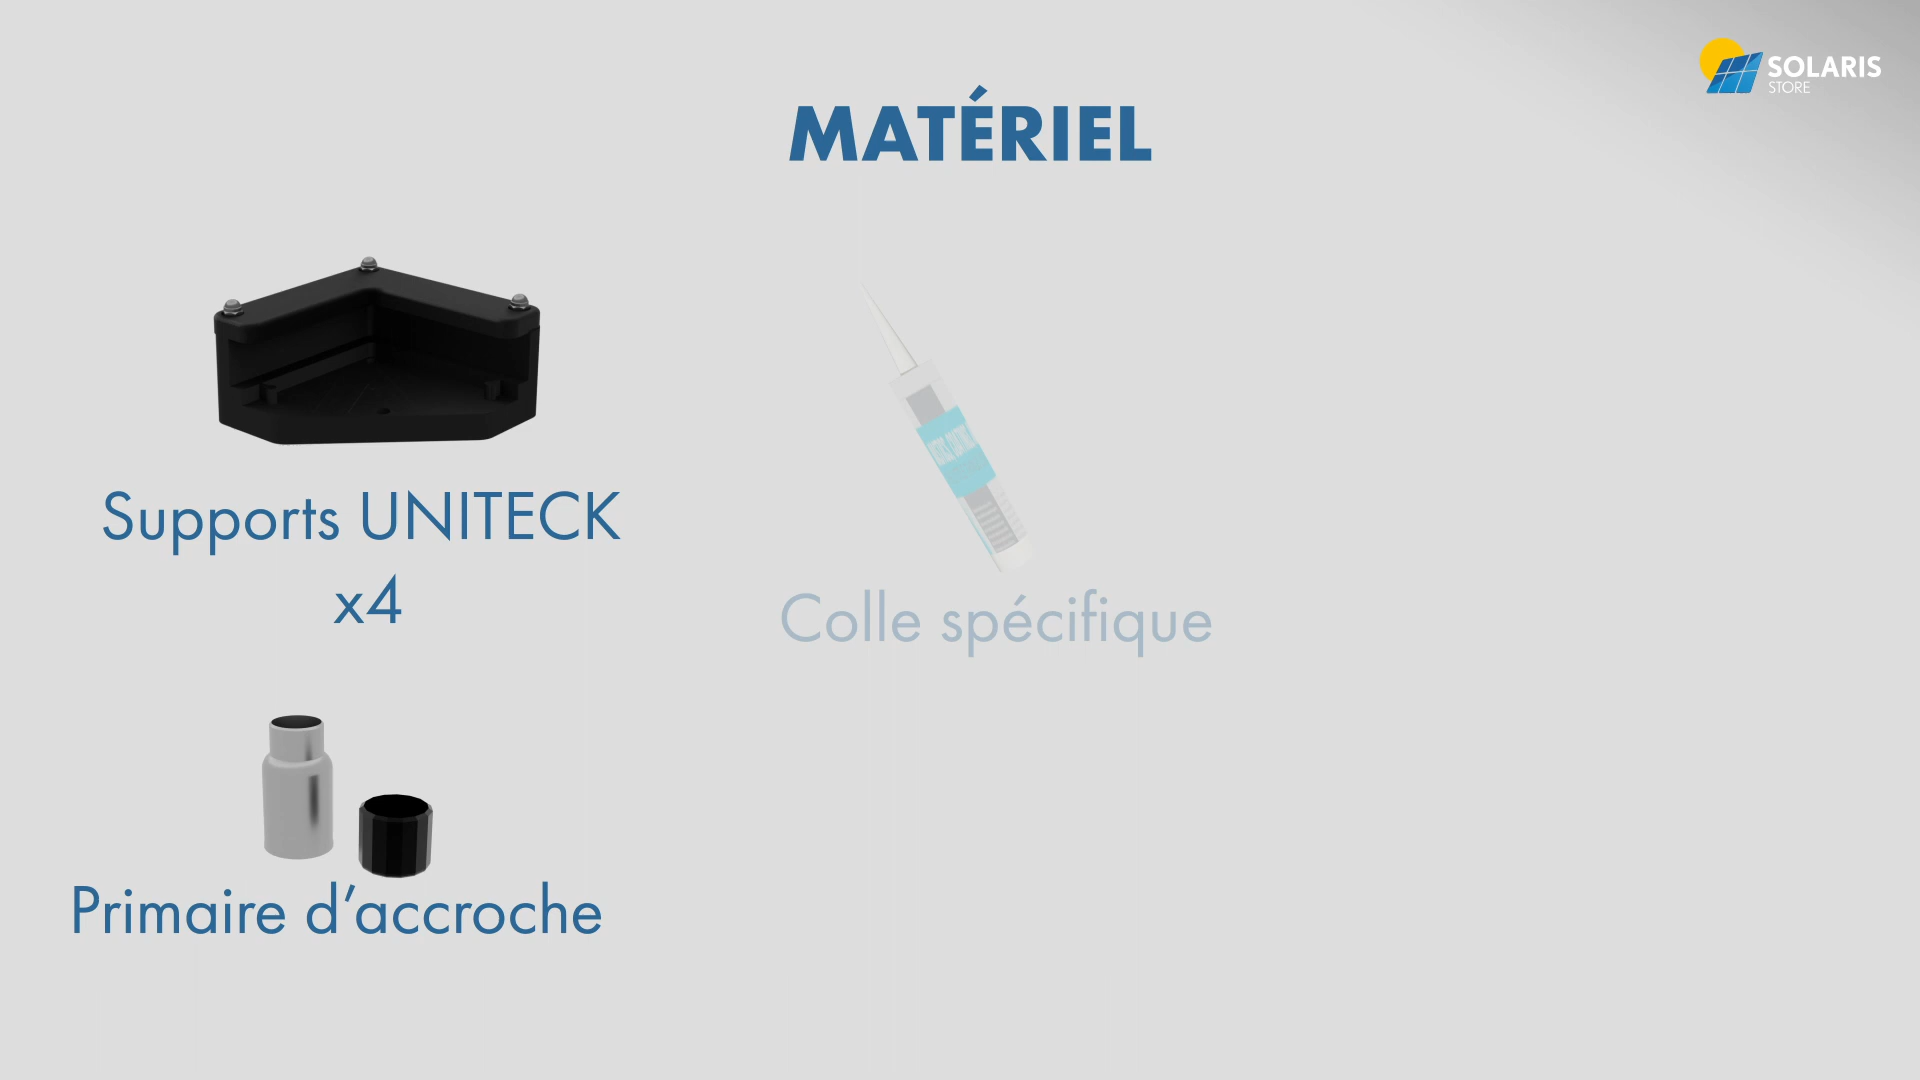 SOLARIS
STORE
MATÉRIEL
Supports UNITECK
x4
Colle spécifique
Primaire d’accroche